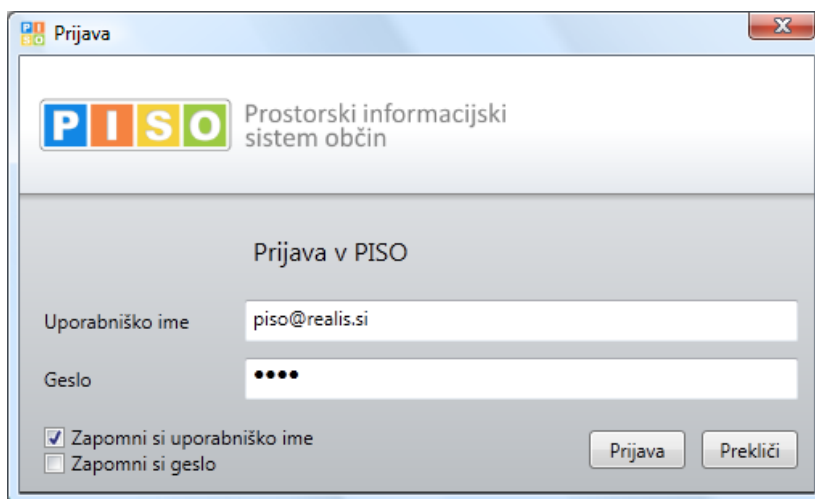 Prijava
PISO
Prostorski informacijski
sistem občin
Prijava v PISO
Uporabniško ime
piso@realis.si
Geslo
••••
Zapomni si uporabniško ime
Zapomni si geslo
Prijava
Prekliči